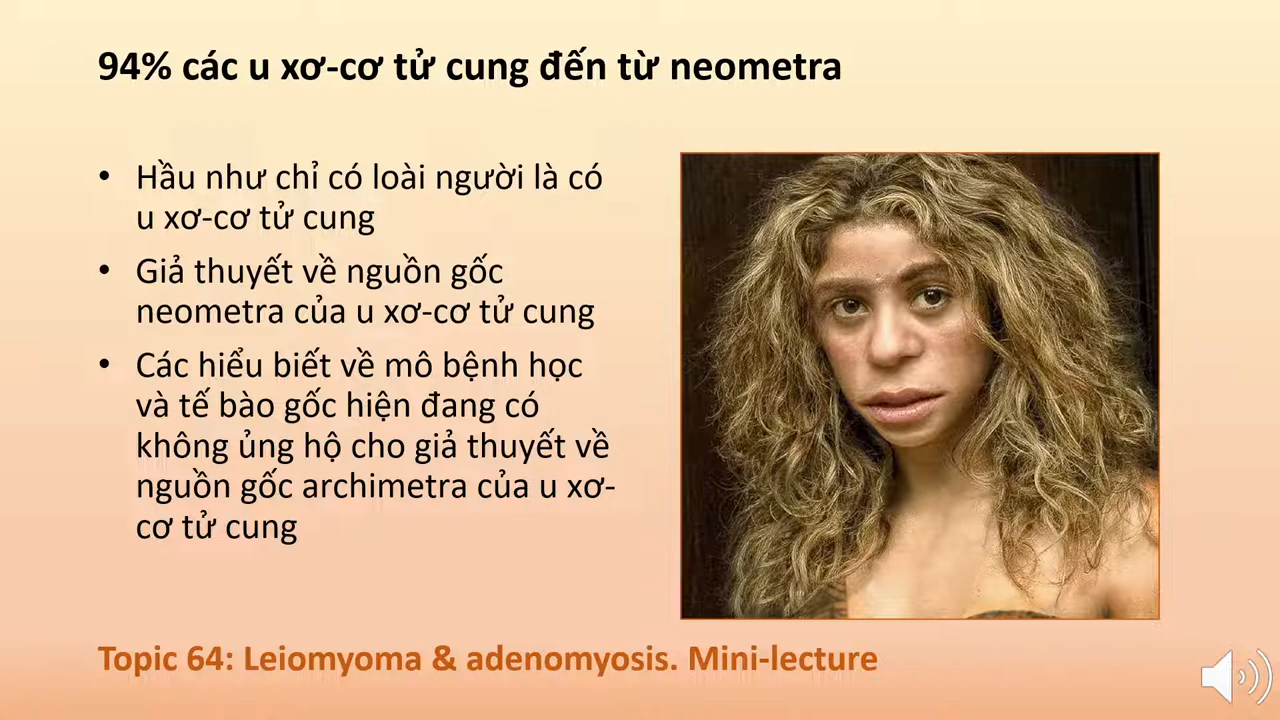 94% các u xơ-cơ tử cung đến từ neometra
• Hầu như chỉ có loài người là có
u xơ-cơ tử cung
• Giả thuyết về nguồn gốc
neometra của u xơ-cơ tử cung
• Các hiểu biết về mô bệnh học
và tế bào gốc hiện đang có
không ủng hộ cho giả thuyết về
nguồn gốc archimetra của u xơ-
cơ tử cung
Topic 64: Leiomyoma & adenomyosis. Mini-lecture